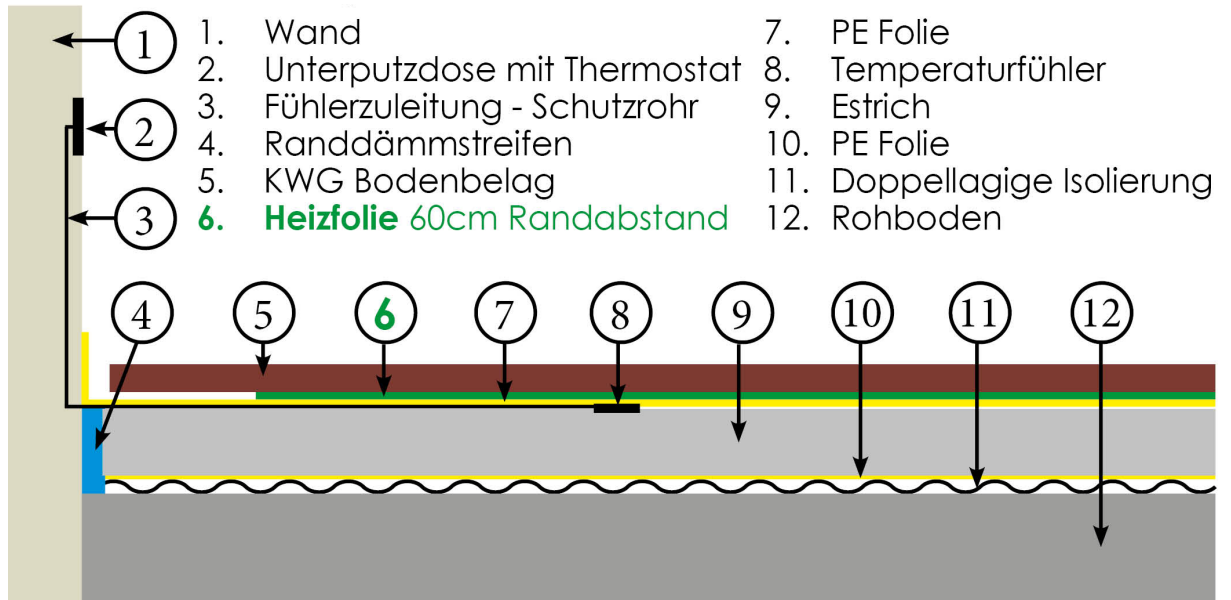 1. Wand
2. Unterputzdose mit Thermostat
3. Fühlerzuleitung - Schutzrohr
4. Randdämmstreifen
5. KWG Bodenbelag
6. Heizfolie 60cm Randabstand
7. PE Folie
8. Temperaturfühler
9. Estrich
10. PE Folie
11. Doppellagige Isolierung
12. Rohboden
1
2
3
4 5 6 7 8 9 10 11 12